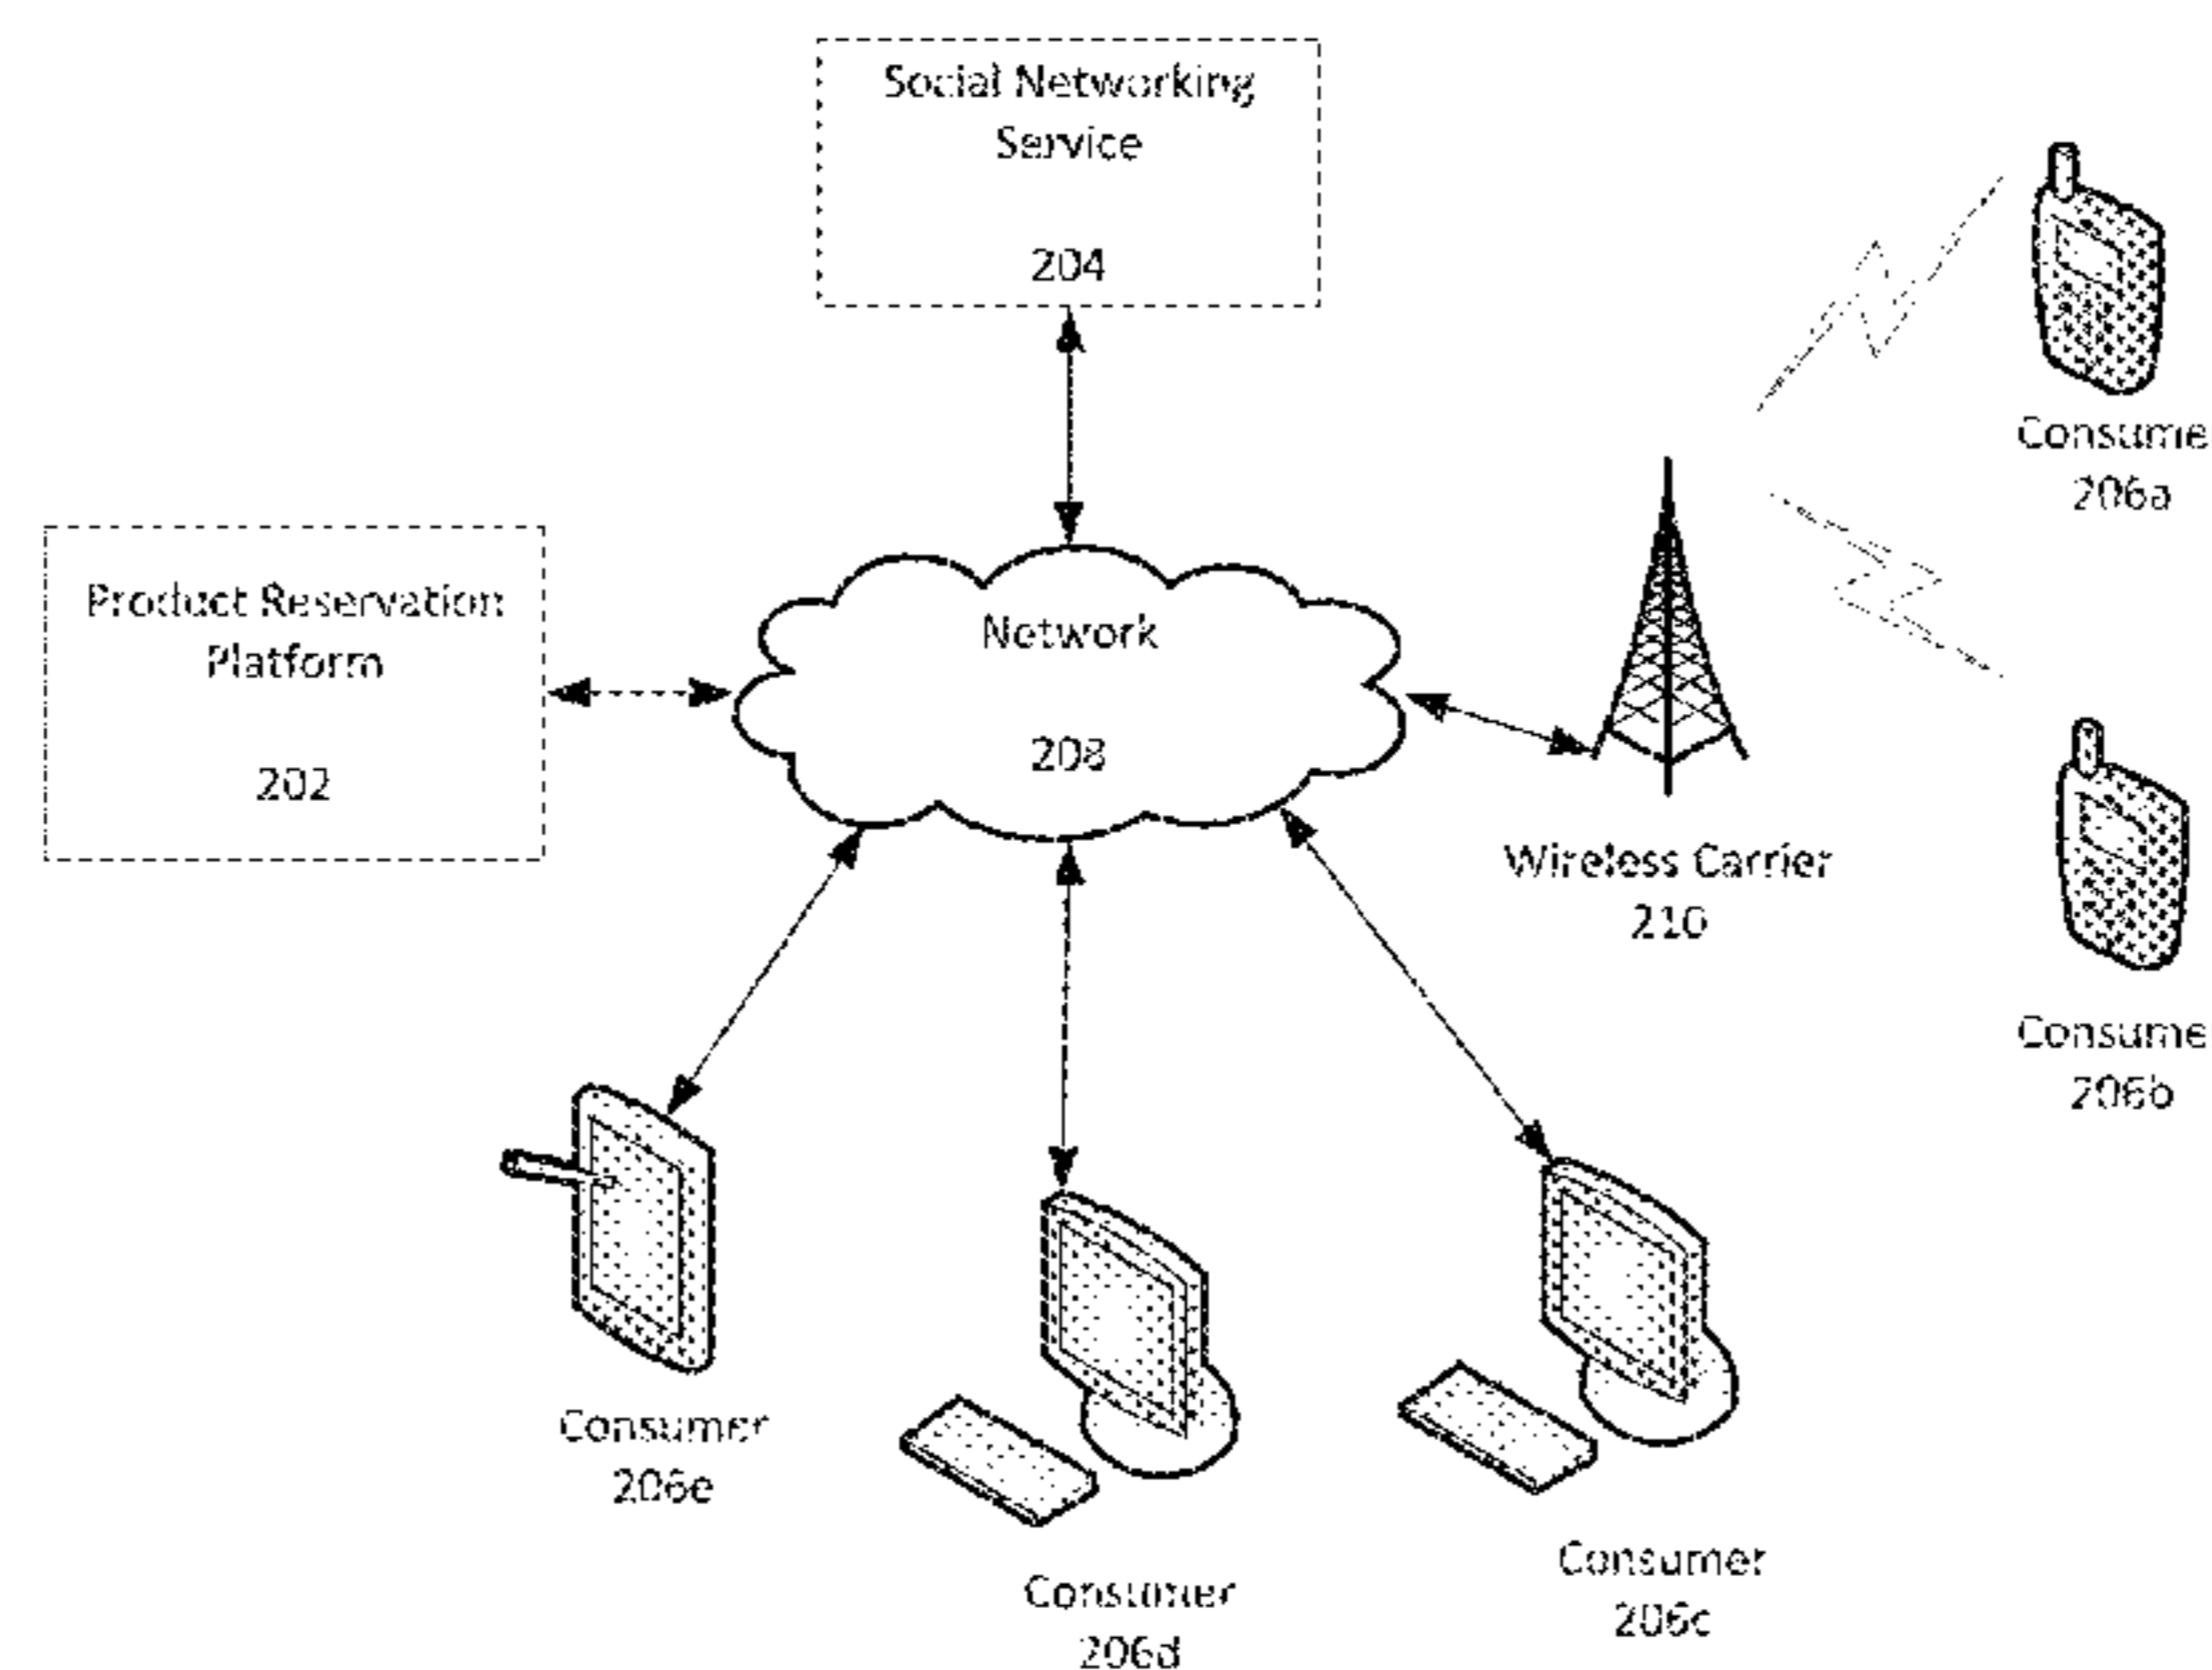 Social Networking
Service
204
Consume
206a
Product Reservation
Platform
202
Network
208
Wireless Carrier
210
Consume
206b
Consumer
206e
Consumer
206d
Consumer
206c